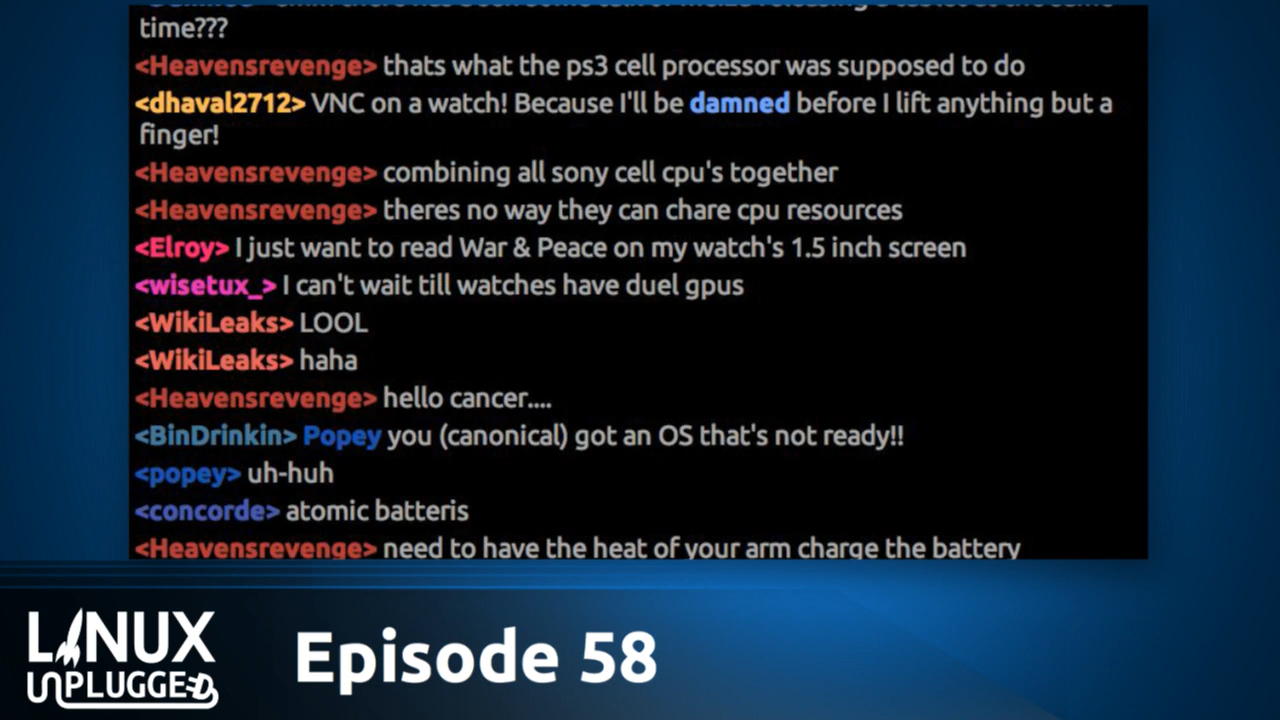 time???
<Heavensrevenge> thats what the ps3 cell processor was supposed to do
<dhaval2712> VNC on a watch! Because I'll be damned before I lift anything but a
finger!
<Heavensrevenge> combining all sony cell cpu's together
<Heavensrevenge> theres no way they can chare cpu resources
<Elroy> I just want to read War & Peace on my watch's 1.5 inch screen
<wisetux_> I can't wait till watches have duel gpus
<WikiLeaks> LOOL
<WikiLeaks> haha
<Heavensrevenge> hello cancer....
<BinDrinkin> Popey you (canonical) got an OS that's not ready!!
<popey> uh-huh
<concorde> atomic batteris
<Heavensrevenge> need to have the heat of your arm charge the battery
LINUX
UNPLUGGED
Episode 58